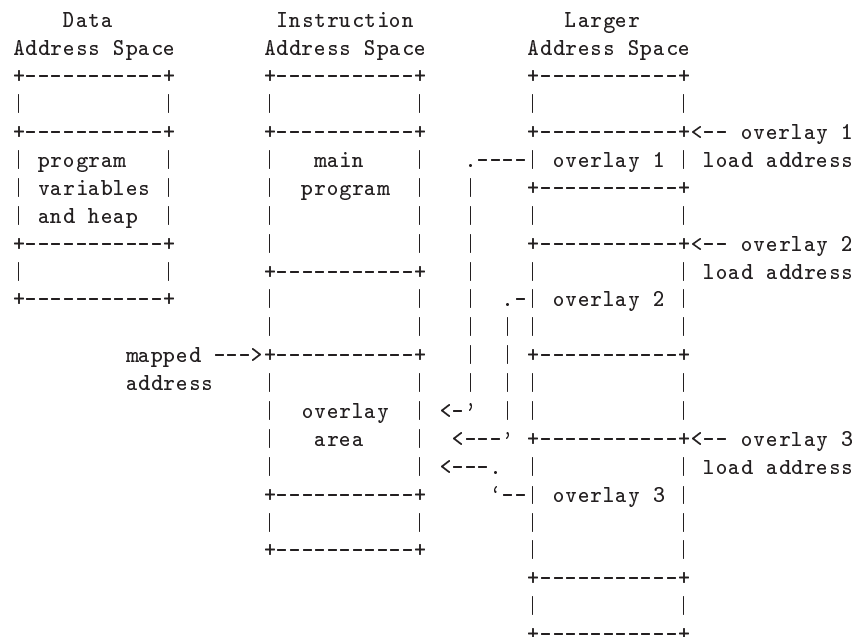 Data             Instruction            Larger
Address Space       Address Space        Address Space
+-----------+       +-----------+        +-----------+
|           |       |           |        |           |
+-----------+       +-----------+        +-----------+<-- overlay 1
| program   |       |   main    |   .----| overlay 1 | load address
| variables |       |  program  |   |    +-----------+
| and heap  |       |           |   |    |           |
+-----------+       |           |   |    +-----------+<-- overlay 2
|           |       +-----------+   |    |           | load address
+-----------+       |           |   |  .-| overlay 2 |
                    |           |   |  | |           |
         mapped --->+-----------+   |  | +-----------+
         address    |           |   |  | |           |
                    |  overlay  | <-'  | |           |
                    |   area    |  <---' +-----------+<-- overlay 3
                    |           | <---.  |           | load address
                    +-----------+     `--| overlay 3 |
                    |           |        |           |
                    +-----------+        |           |
                                         +-----------+
                                         |           |
                                         +-----------+